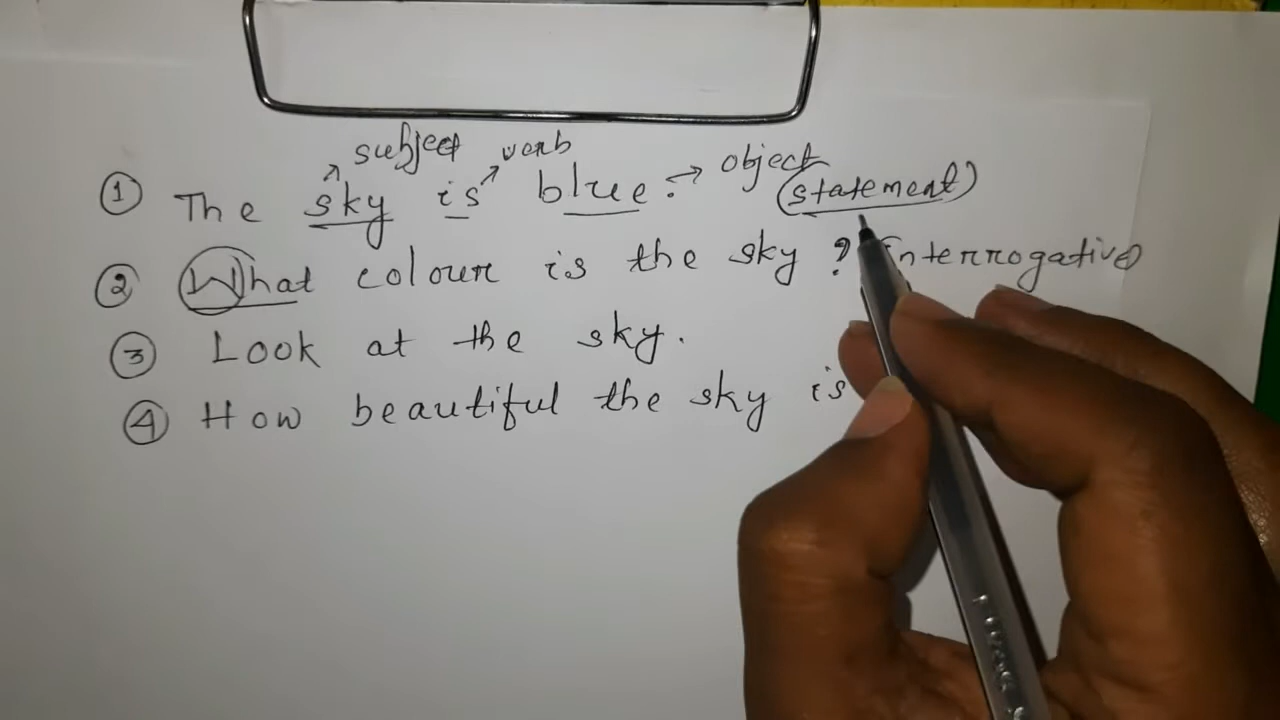 subject verb object
① The sky is blue. (statement)
② What colour is the sky ? interrogative
③ Look at the sky.
④ How beautiful the sky is